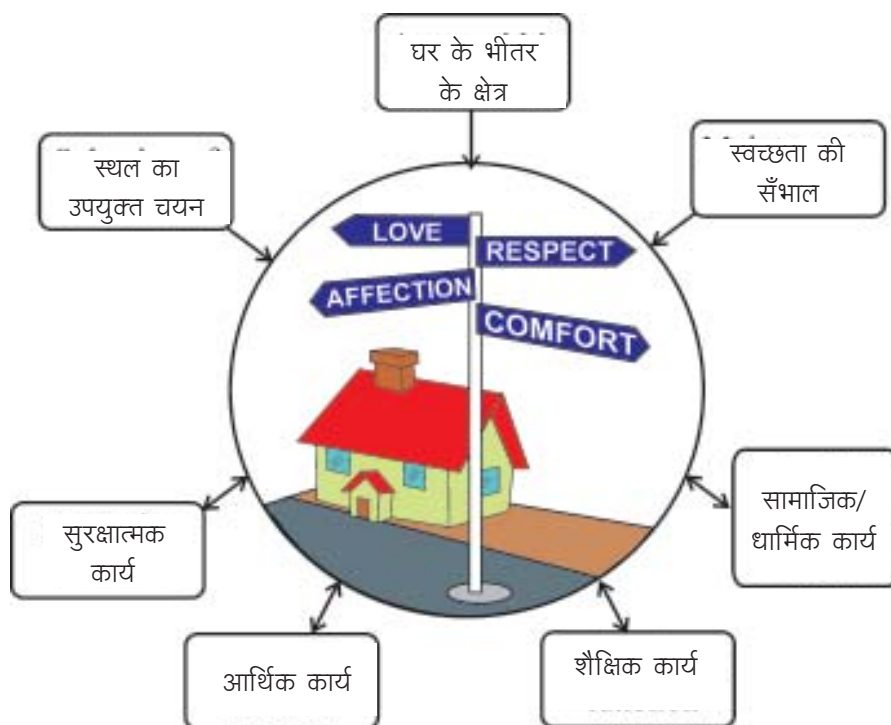 घर के भीतर
के क्षेत्र
स्थल का
उपयुक्त चयन
स्वच्छता की
सँभाल
LOVE
RESPECT
AFFECTION
COMFORT
सुरक्षात्मक
कार्य
सामाजिक/
धार्मिक कार्य
आर्थिक कार्य
शैक्षिक कार्य